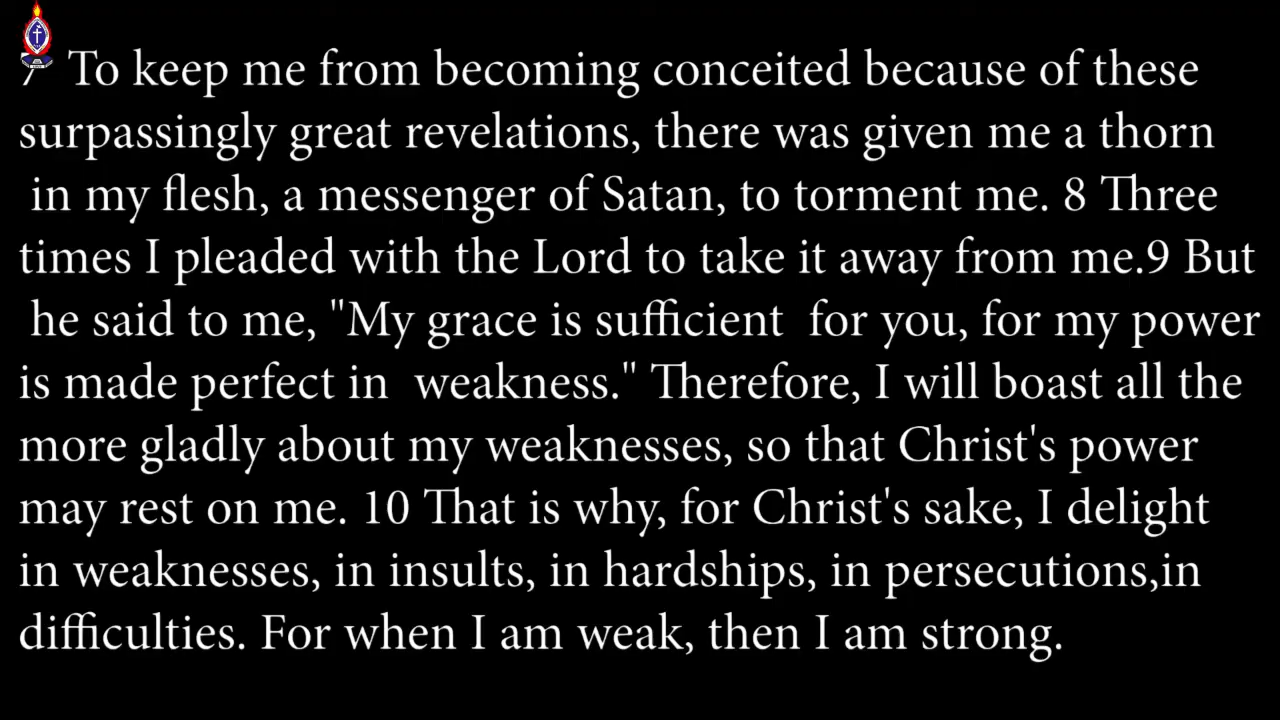 7 To keep me from becoming conceited because of these
surpassingly great revelations, there was given me a thorn
in my flesh, a messenger of Satan, to torment me. 8 Three
times I pleaded with the Lord to take it away from me.9 But
he said to me, "My grace is sufficient  for you, for my power
is made perfect in  weakness." Therefore, I will boast all the
more gladly about my weaknesses, so that Christ's power
may rest on me. 10 That is why, for Christ's sake, I delight
in weaknesses, in insults, in hardships, in persecutions,in
difficulties. For when I am weak, then I am strong.